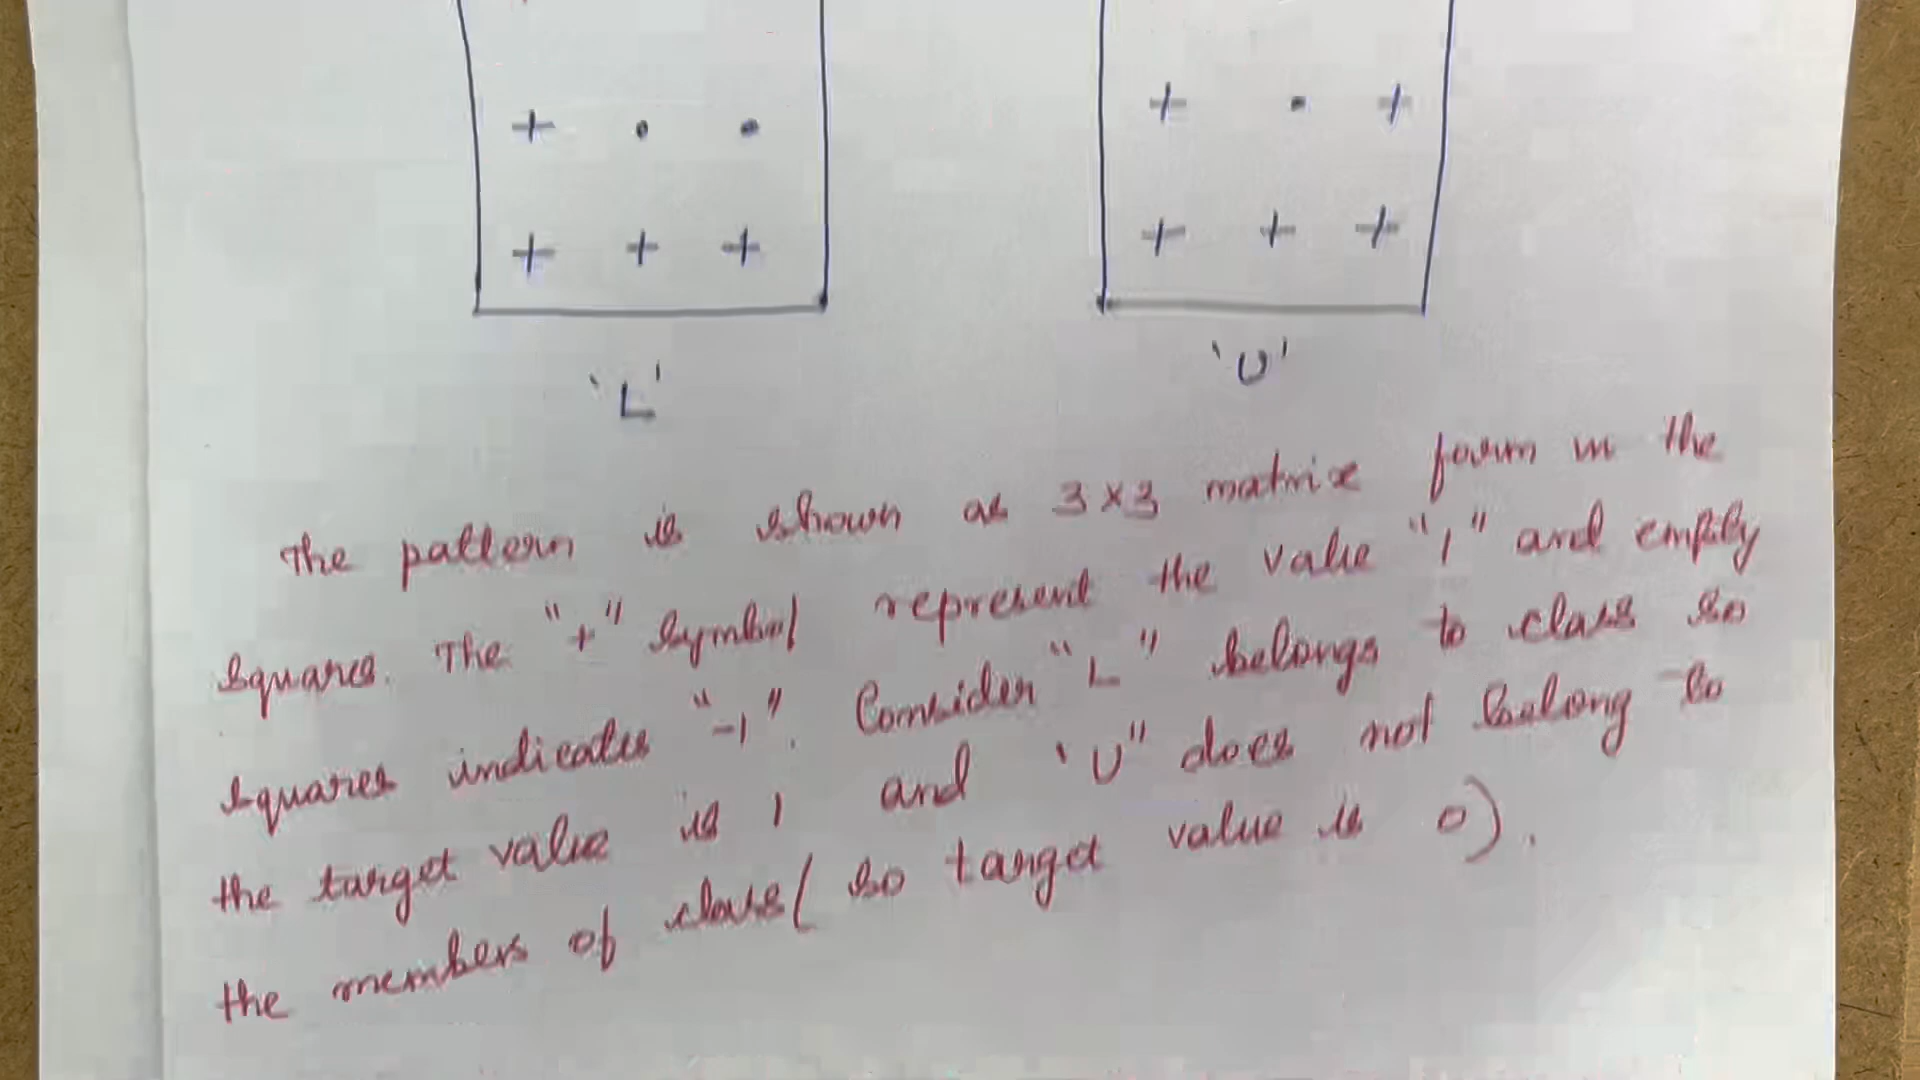 + • • + • +
+ + + + + +
'L' 'U'
The pattern is shown as 3×3 matrix form in the
squares. The "+" symbol represent the value "1" and empty
squares indicates "-1". Consider "L" belongs to class so
the target value is 1 and 'U" does not belong to
the members of class( so target value is 0).